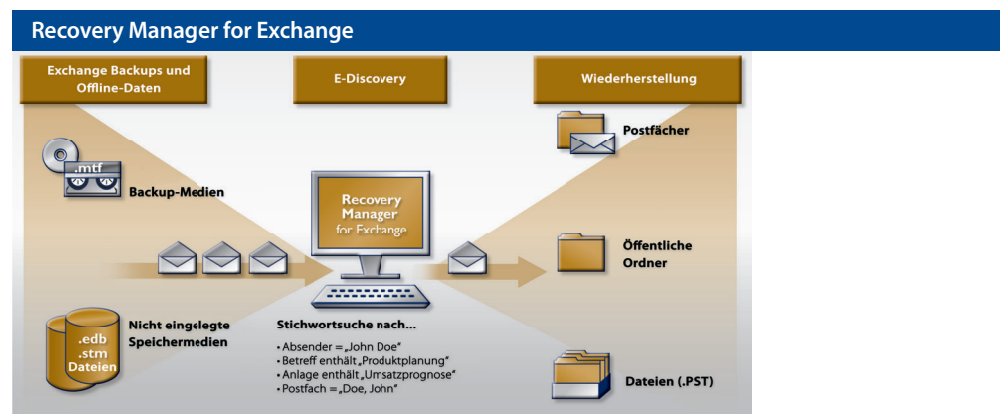 Recovery Manager for Exchange
Exchange Backups und
Offline-Daten
E-Discovery
Wiederherstellung
.mtf
Backup-Medien
Recovery
Manager
for Exchange
Postfächer
Öffentliche
Ordner
.edb
.stm
Dateien
Nicht eingelegte
Speichermedien
Stichwortsuche nach...
• Absender = „John Doe“
• Betreff enthält „Produktplanung“
• Anlage enthält „Umsatzprognose“
• Postfach = „Doe, John“
Dateien (.PST)